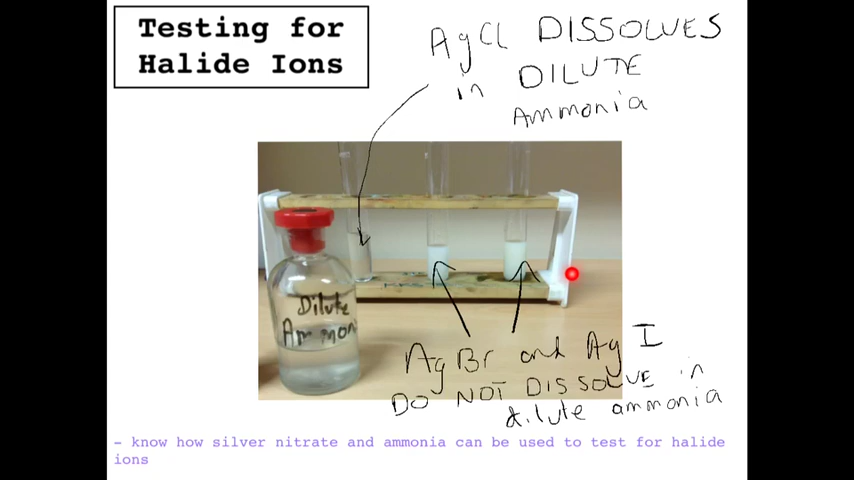 Testing for
Halide Ions
AgCl DISSOLVES
in DILUTE
Ammonia
Dilute
Ammoni
AgBr and AgI
DO NOT DISSOLVE in
dilute ammonia
- know how silver nitrate and ammonia can be used to test for halide
ions